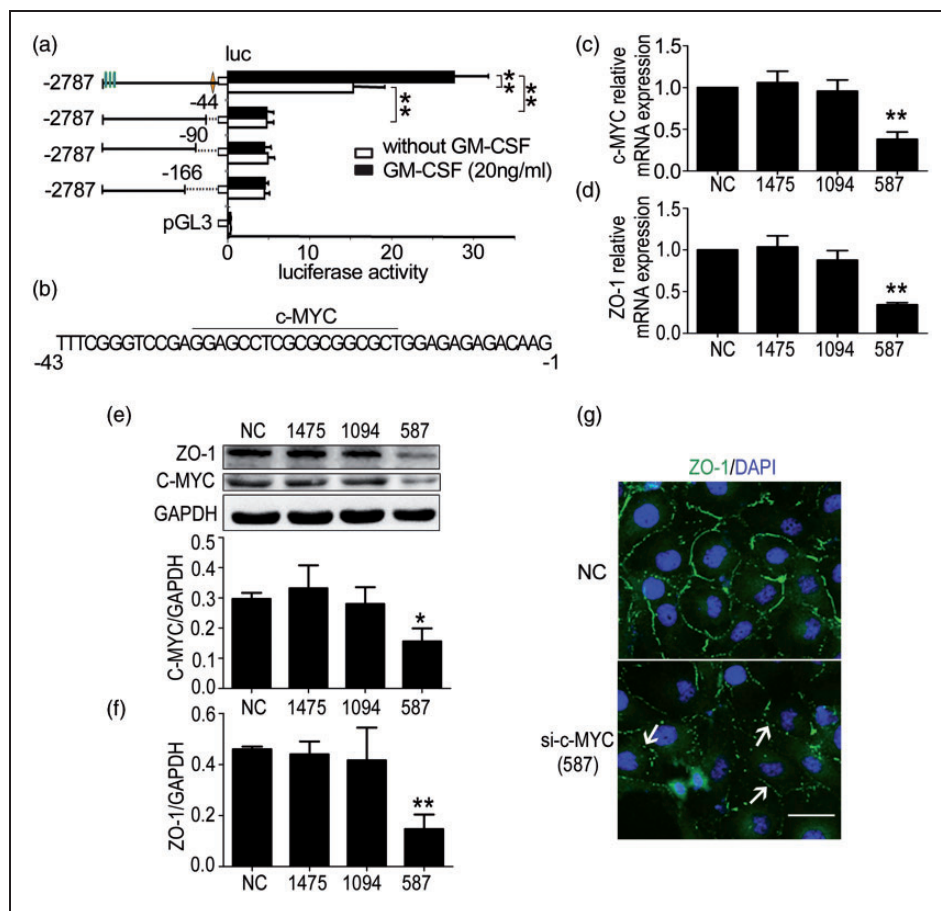 (a)
luc
-2787
-44
-2787
-90
-2787
-166
-2787
pGL3
**
**
**
without GM-CSF
GM-CSF (20ng/ml)
0 10 20 30
luciferase activity
(b)
c-MYC
TTTCGGGTCCGAGGAGCCTCGCGCGGCGCTGGAGAGAGACAAG
-43 -1
(c)
c-MYC relative
mRNA expression
1.5
1.0
0.5
0.0
**
NC 1475 1094 587
(d)
ZO-1 relative
mRNA expression
1.5
1.0
0.5
0.0
**
NC 1475 1094 587
(e)
NC 1475 1094 587
ZO-1
C-MYC
GAPDH
C-MYC/GAPDH
0.5
0.4
0.3
0.2
0.1
0.0
*
NC 1475 1094 587
(f)
ZO-1/GAPDH
0.6
0.4
0.2
0.0
**
NC 1475 1094 587
(g)
ZO-1/DAPI
NC
si-c-MYC
(587)